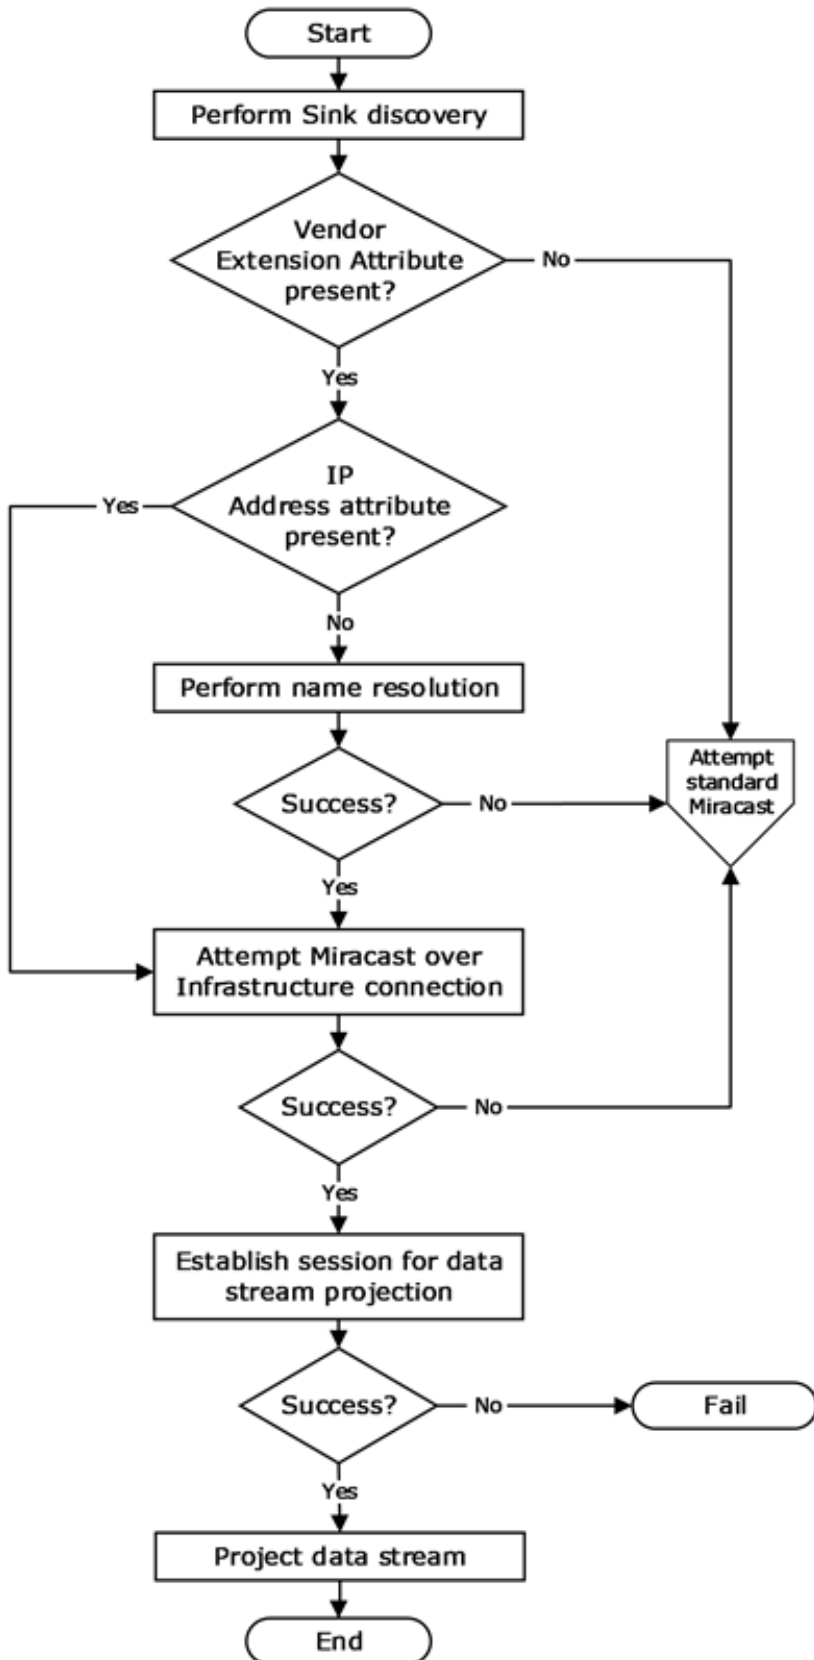 Start
Perform Sink discovery
Vendor
Extension Attribute
present?
No
Yes
IP
Address attribute
present?
Yes
No
Perform name resolution
Attempt
standard
Miracast
Success?
No
Yes
Attempt Miracast over
Infrastructure connection
Success?
No
Yes
Establish session for data
stream projection
Success?
No
Fail
Yes
Project data stream
End